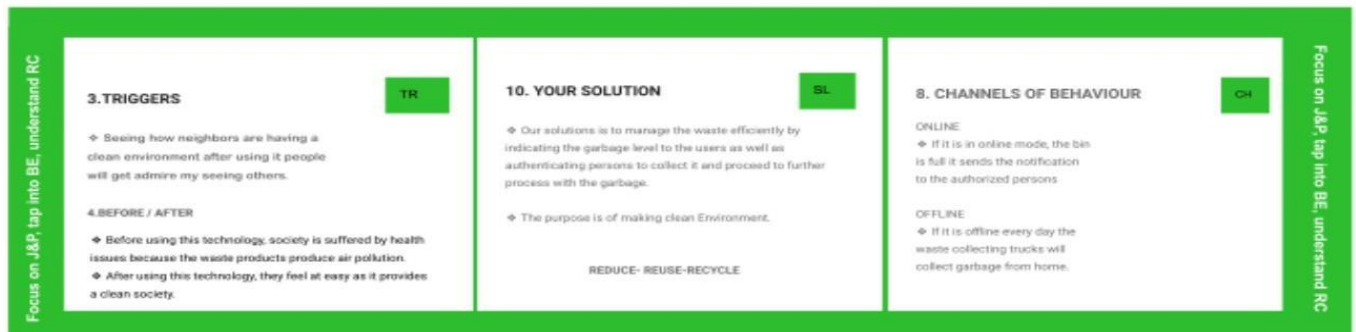 Focus on J&P, tap into BE, understand RC
3.TRIGGERS
TR
❖ Seeing how neighbors are having a
clean environment after using it people
will get admire my seeing others.
4.BEFORE / AFTER
❖ Before using this technology, society is suffered by health
issues because the waste products produce air pollution.
❖ After using this technology, they feel at easy as it provides
a clean society.
10. YOUR SOLUTION
SL
❖ Our solutions is to manage the waste efficiently by
indicating the garbage level to the users as well as
authenticating persons to collect it and proceed to further
process with the garbage.
❖ The purpose is of making clean Environment.
REDUCE- REUSE-RECYCLE
8. CHANNELS OF BEHAVIOUR
CH
ONLINE
❖ If it is in online mode, the bin
is full it sends the notification
to the authorized persons
OFFLINE
❖ If it is offline every day the
waste collecting trucks will
collect garbage from home.
Focus on J&P, tap into BE, understand RC